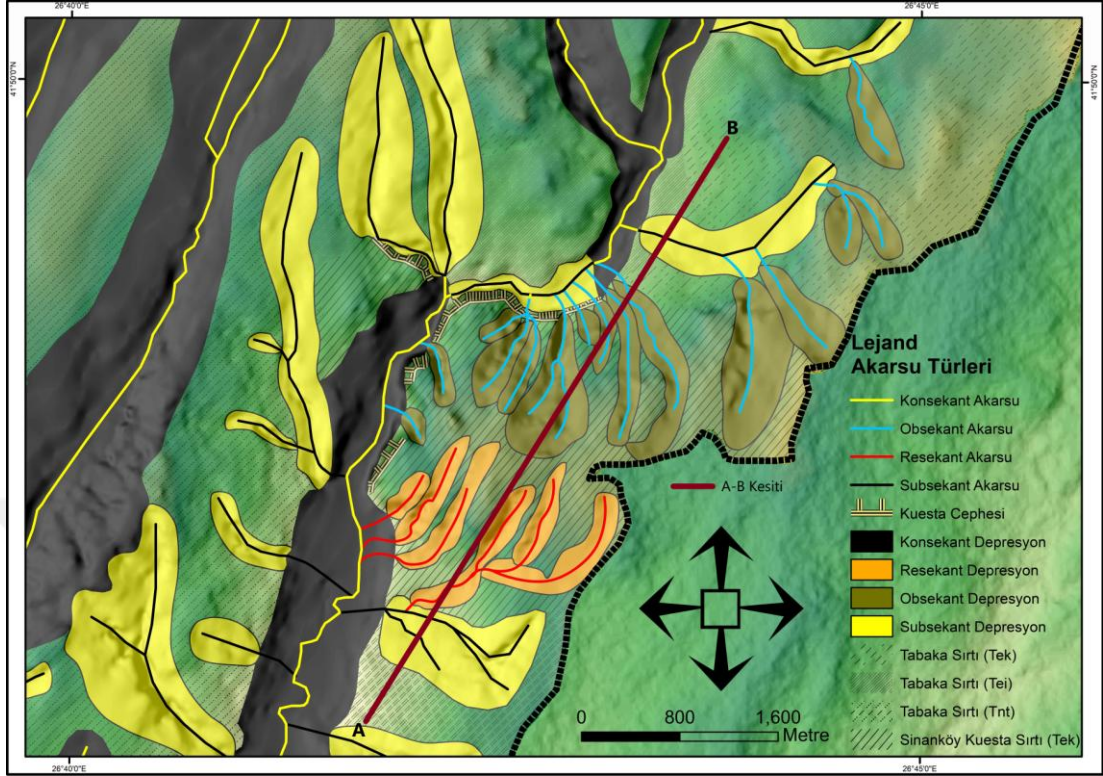 26°40'0"E
26°45'0"E
41°50'0"N
41°50'0"N
B
Lejand
Akarsu Türleri
Konsekant Akarsu
Obsekant Akarsu
Resekant Akarsu
Subsekant Akarsu
A-B Kesiti
Kuesta Cephesi
Konsekant Depresyon
Resekant Depresyon
Obsekant Depresyon
Subsekant Depresyon
Tabaka Sırtı (Tek)
Tabaka Sırtı (Tei)
Tabaka Sırtı (Tnt)
Sinanköy Kuesta Sırtı (Tek)
A
0 800 1,600
Metre
26°40'0"E
26°45'0"E